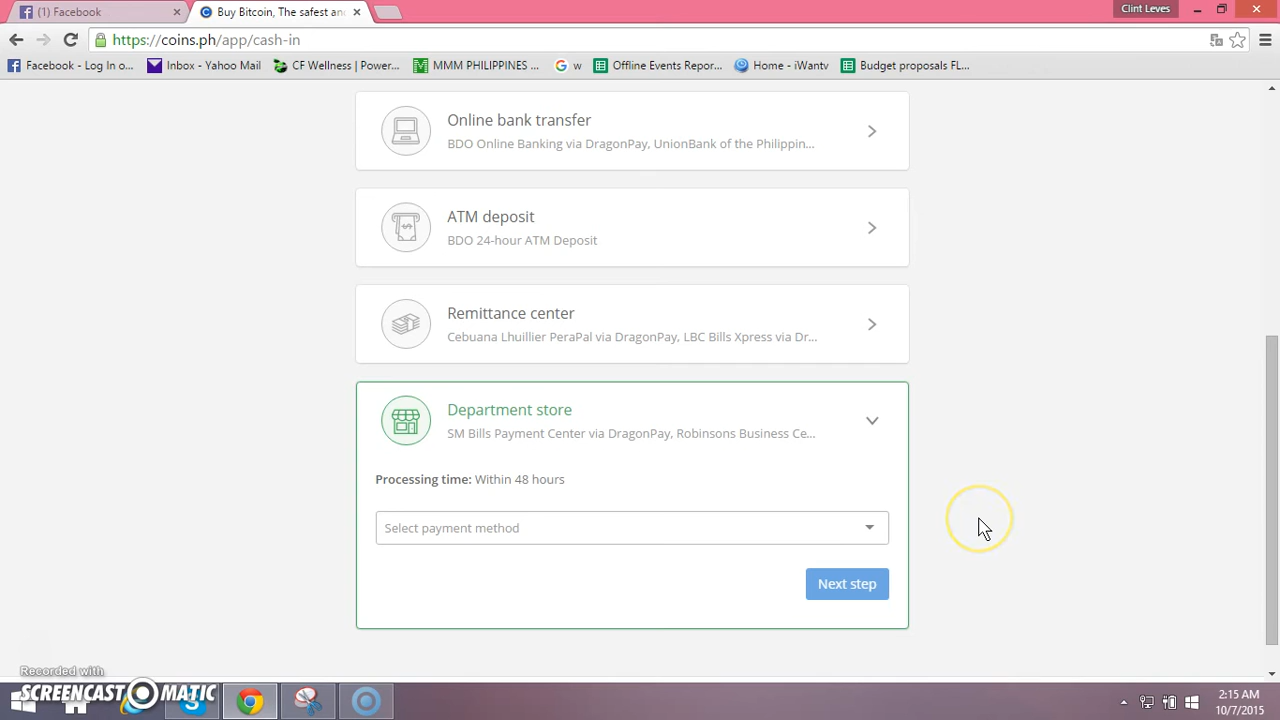 (1) Facebook
Buy Bitcoin, The safest and
Clint Leves
https://coins.ph/app/cash-in
Facebook - Log In o...
Inbox - Yahoo Mail
CF Wellness | Power...
MMM PHILIPPINES ...
w
Offline Events Repor...
Home - iWantv
Budget proposals FL...
Online bank transfer
BDO Online Banking via DragonPay, UnionBank of the Philippin...
ATM deposit
BDO 24-hour ATM Deposit
Remittance center
Cebuana Lhuillier PeraPal via DragonPay, LBC Bills Xpress via Dr...
Department store
SM Bills Payment Center via DragonPay, Robinsons Business Ce...
Processing time: Within 48 hours
Select payment method
Next step
Recorded with
SCREENCAST-O-MATIC
2:15 AM
10/7/2015